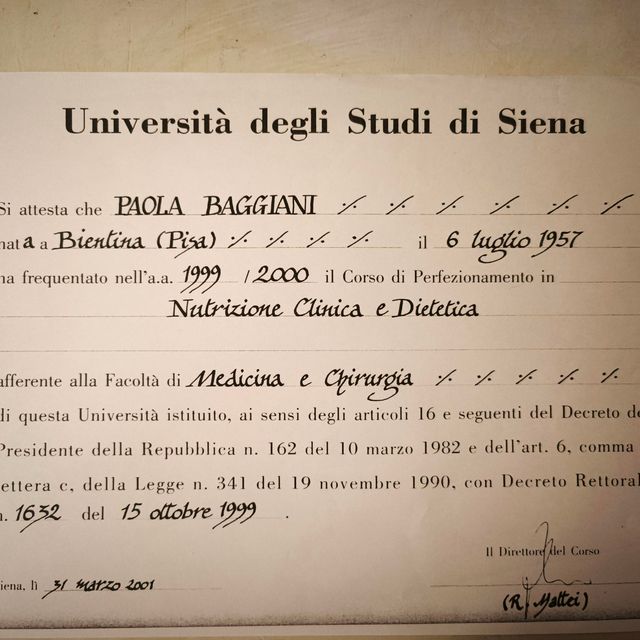 Università degli Studi di Siena
Si attesta che PAOLA BAGGIANI ·/. ·/. ·/. ·/. ·/. ·/.
nata a Bientina (Pisa) ·/. ·/. ·/. ·/. il 6 luglio 1957
ha frequentato nell'a.a. 1999 / 2000 il Corso di Perfezionamento in
Nutrizione Clinica e Dietetica
afferente alla Facoltà di Medicina e Chirurgia ·/. ·/. ·/. ·/. ·/.
di questa Università istituito, ai sensi degli articoli 16 e seguenti del Decreto de
Presidente della Repubblica n. 162 del 10 marzo 1982 e dell'art. 6, comma
lettera c, della Legge n. 341 del 19 novembre 1990, con Decreto Rettoral
n. 1632 del 15 ottobre 1999 .
Il Direttore del Corso
Siena, lì 31 marzo 2001
(R. Mattei)